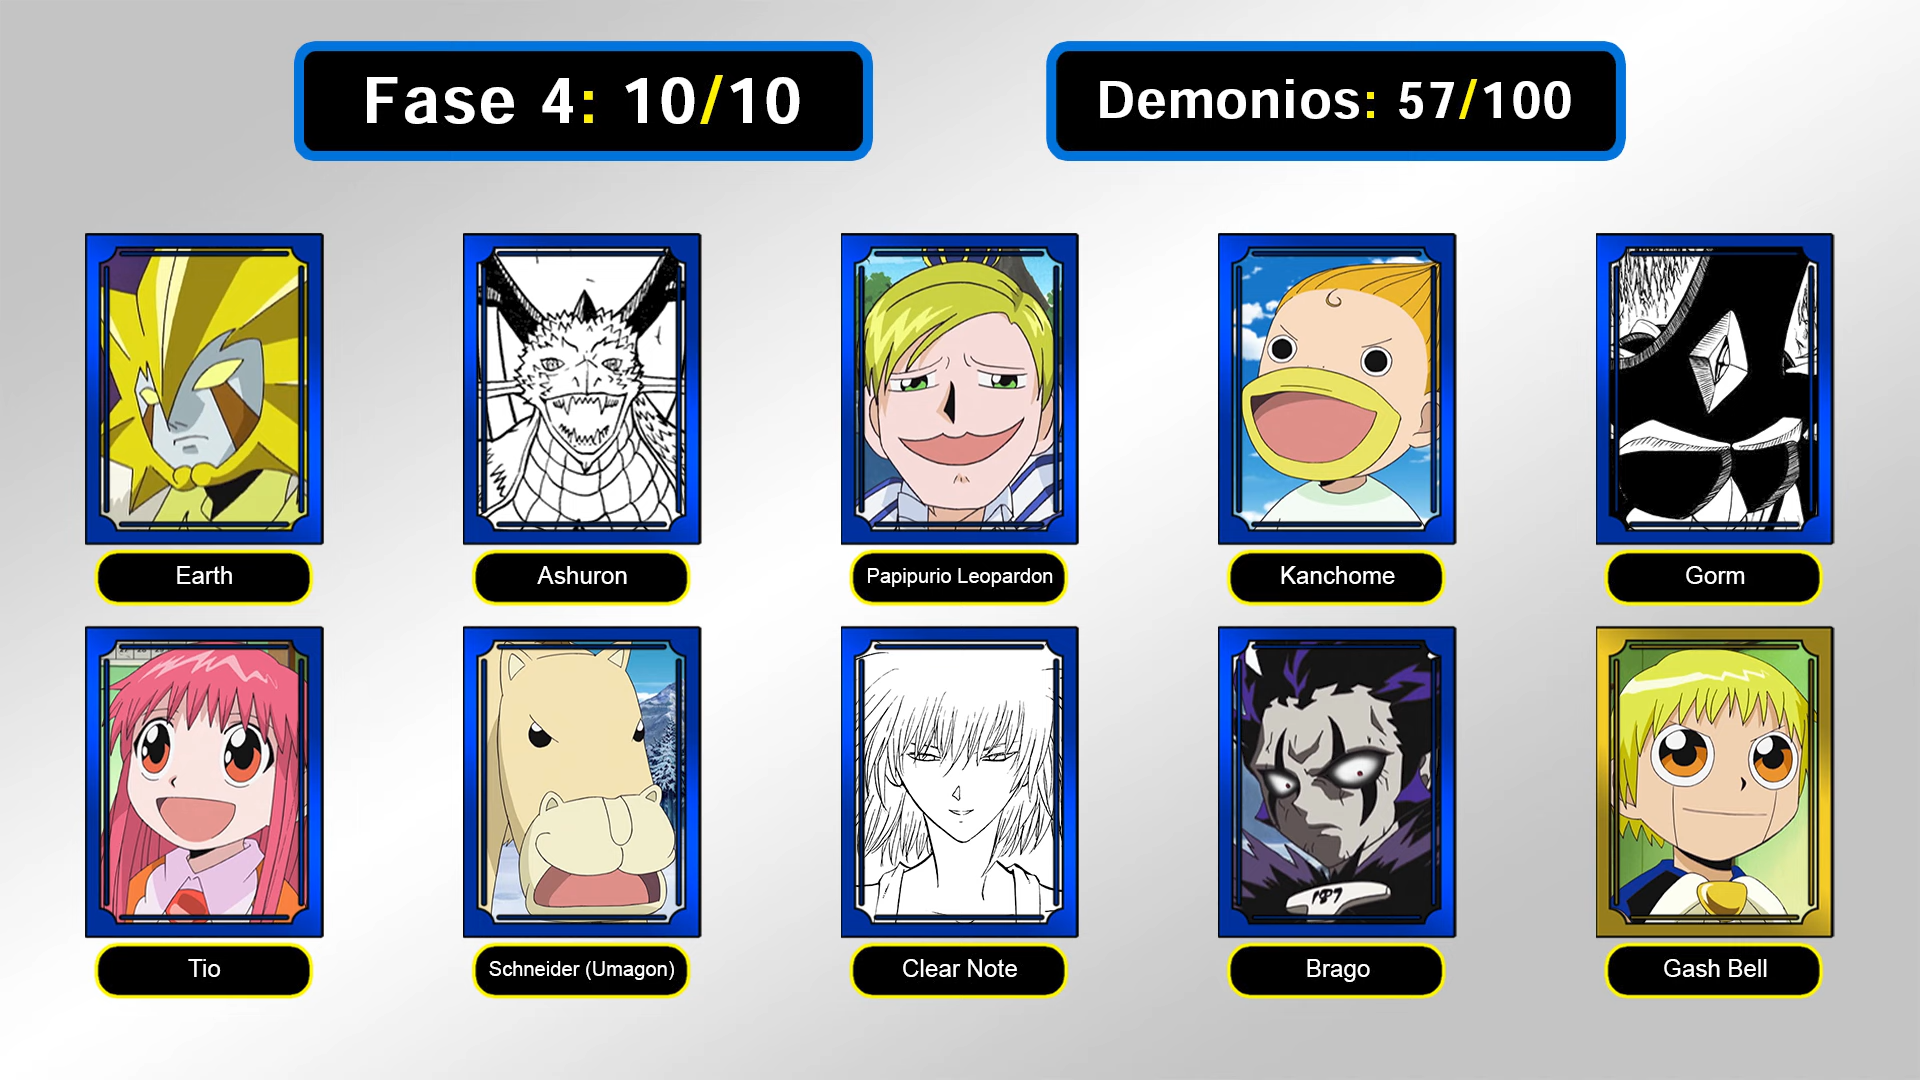 Fase 4: 10/10
Demonios: 57/100
Earth
Ashuron
Papipurio Leopardon
Kanchome
Gorm
Tio
Schneider (Umagon)
Clear Note
Brago
Gash Bell